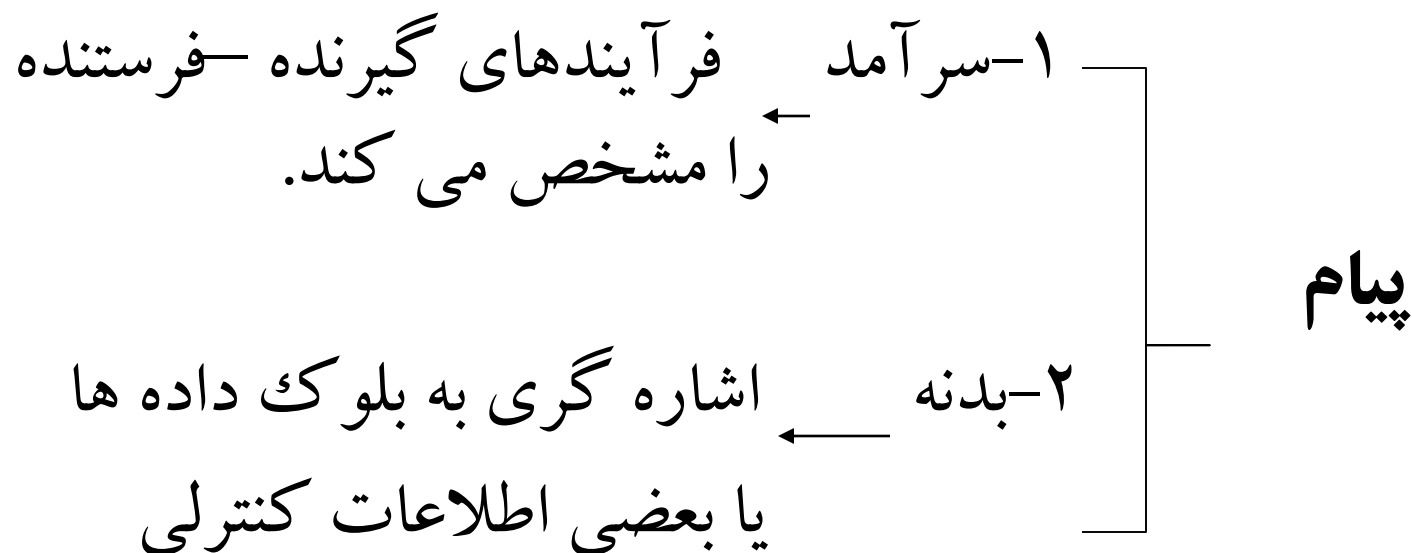 ۱-سرآمد فرآیندهای گیرنده –فرستنده
را مشخص می کند.
پیام
۲-بدنه اشاره گری به بلوک داده ها
یا بعضی اطلاعات کنترلی